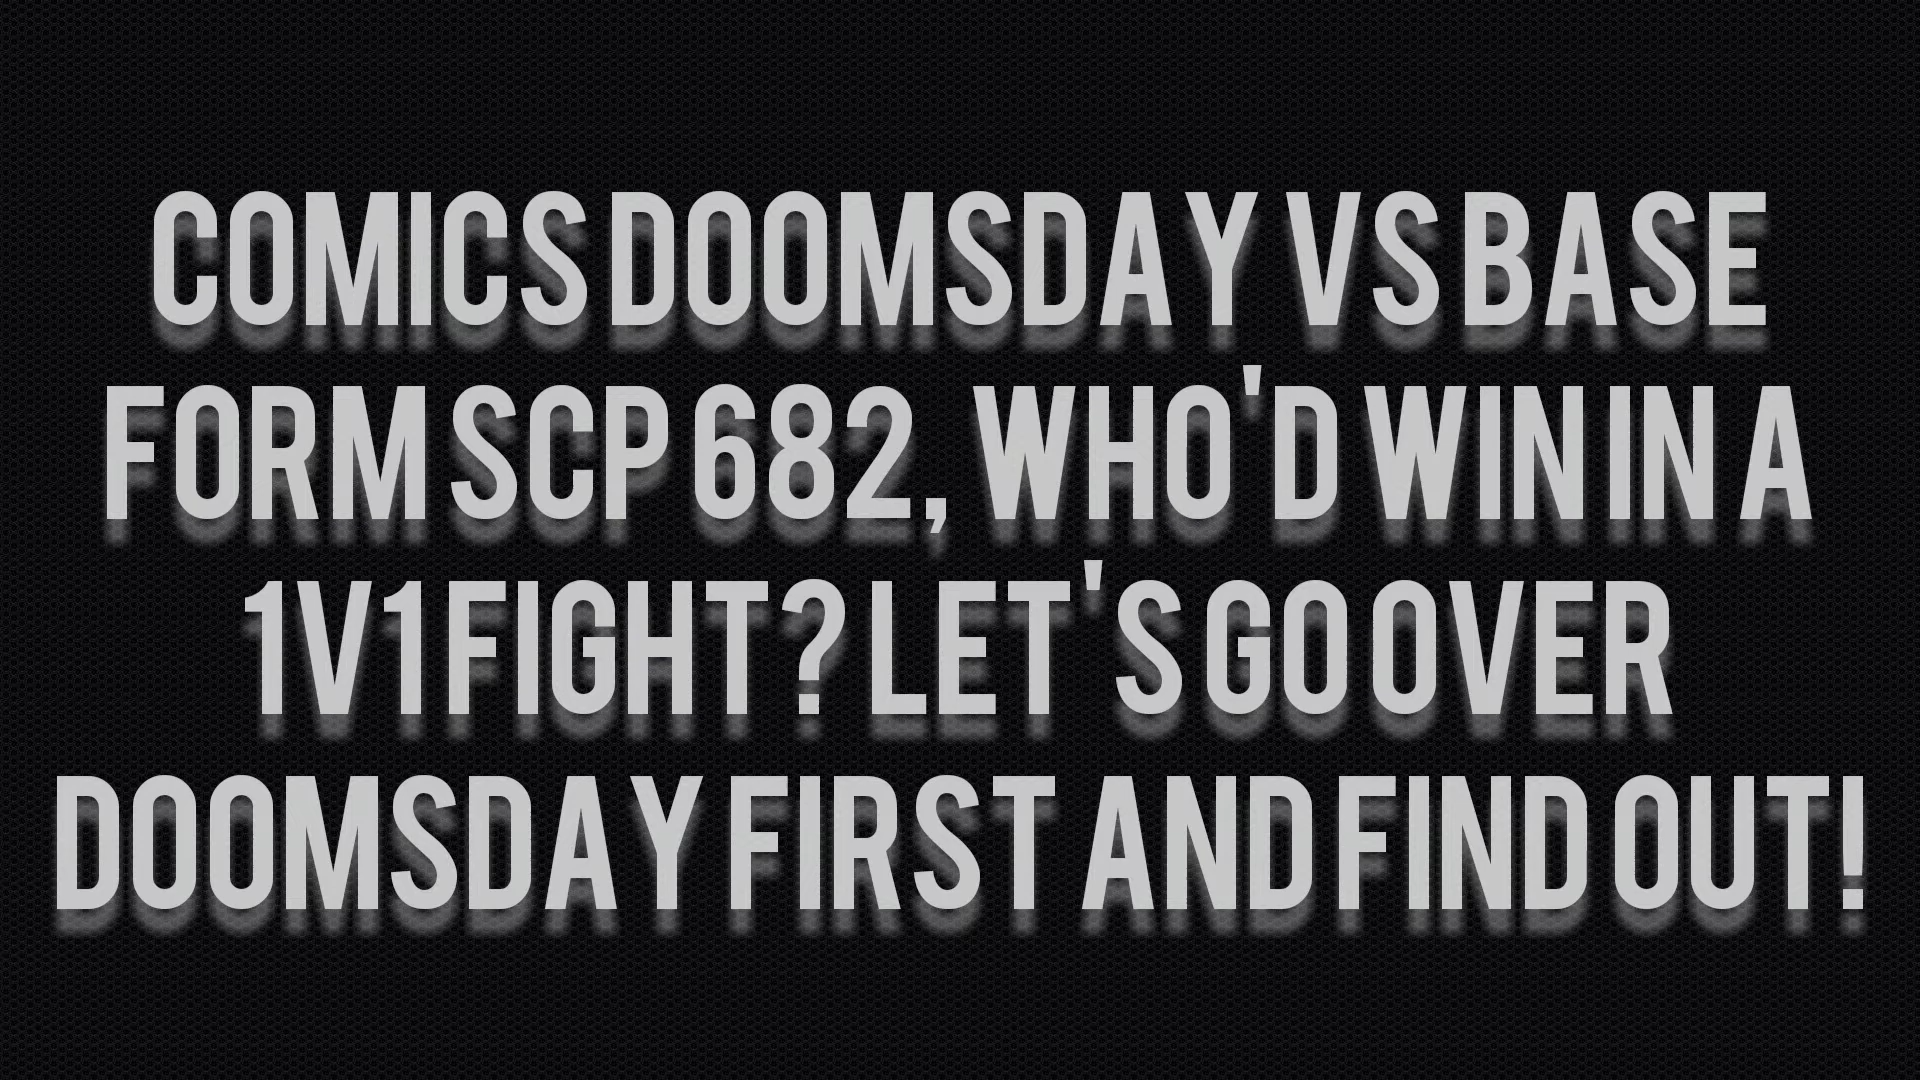 COMICS DOOMSDAY VS BASE
FORM SCP 682, WHO'D WIN IN A
1V1 FIGHT? LET'S GO OVER
DOOMSDAY FIRST AND FIND OUT!